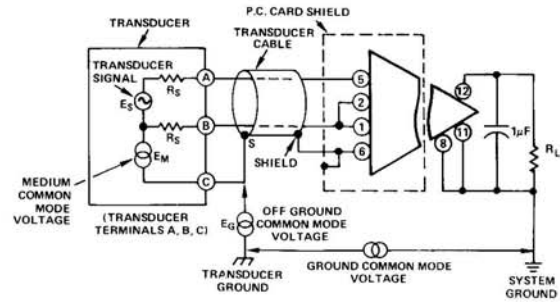 P.C. CARD SHIELD
TRANSDUCER
TRANSDUCER
CABLE
TRANSDUCER
SIGNAL
RS
A
5
12
ES
2
RS
B
1
1μF
11
8
RL
EM
S
6
SHIELD
C
MEDIUM
COMMON
MODE
VOLTAGE
(TRANSDUCER
TERMINALS A, B, C)
EG
OFF GROUND
COMMON MODE
VOLTAGE
TRANSDUCER
GROUND
GROUND COMMON MODE
VOLTAGE
SYSTEM
GROUND